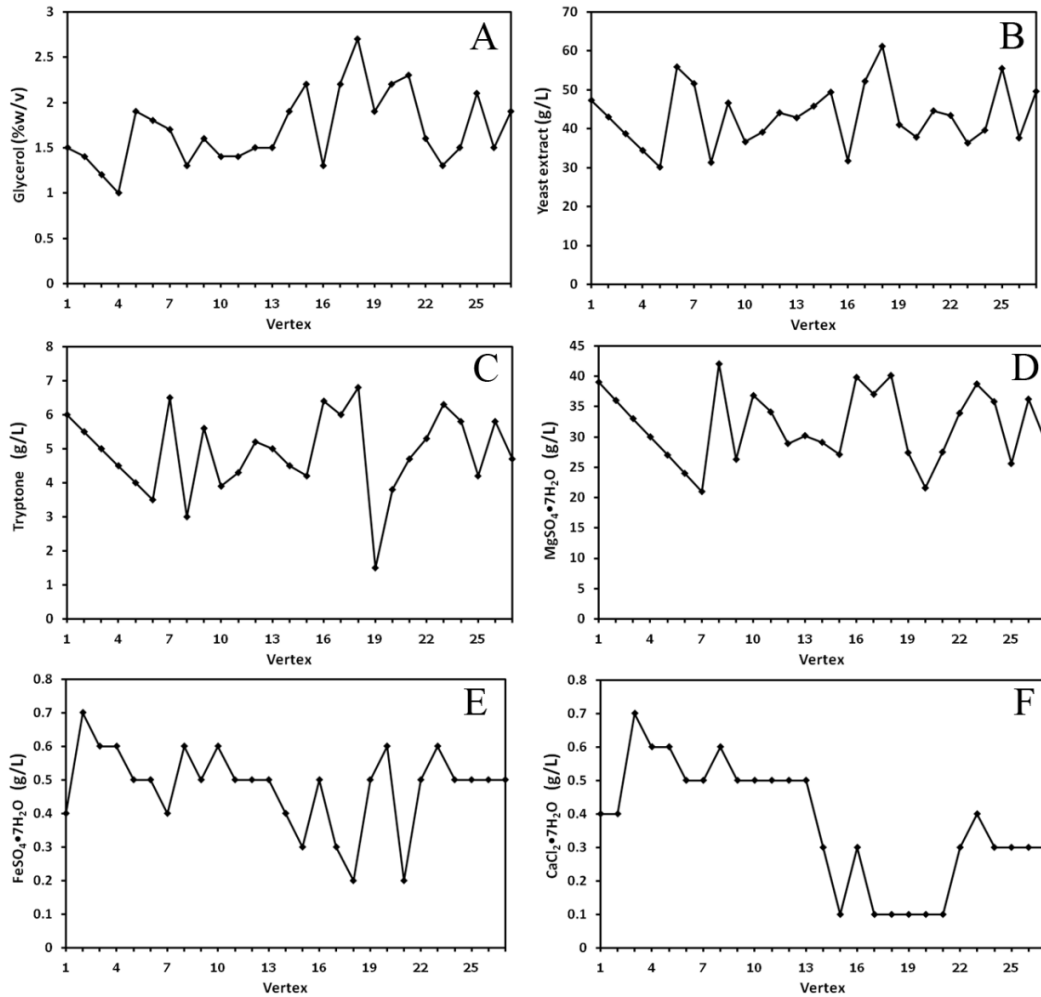 A
Glycerol (%w/v)
3
2.5
2
1.5
1
0.5
0
1 4 7 10 13 16 19 22 25
Vertex
B
Yeast extract (g/L)
70
60
50
40
30
20
10
0
1 4 7 10 13 16 19 22 25
Vertex
C
Tryptone (g/L)
8
7
6
5
4
3
2
1
0
1 4 7 10 13 16 19 22 25
Vertex
D
MgSO₄•7H₂O (g/L)
45
40
35
30
25
20
15
10
5
0
1 4 7 10 13 16 19 22 25
Vertex
E
FeSO₄•7H₂O (g/L)
0.8
0.7
0.6
0.5
0.4
0.3
0.2
0.1
0
1 4 7 10 13 16 19 22 25
Vertex
F
CaCl₂•7H₂O (g/L)
0.8
0.7
0.6
0.5
0.4
0.3
0.2
0.1
0
1 4 7 10 13 16 19 22 25
Vertex